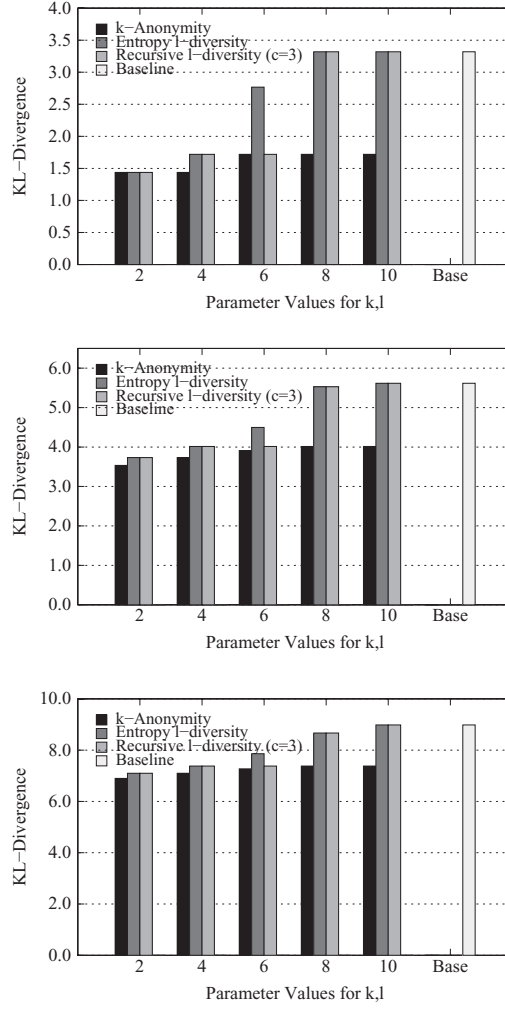 4.0
3.5
3.0
2.5
2.0
1.5
1.0
0.5
0.0
KL−Divergence
k−Anonymity
Entropy l−diversity
Recursive l−diversity (c=3)
Baseline
2 4 6 8 10 Base
Parameter Values for k,l
6.0
5.0
4.0
3.0
2.0
1.0
0.0
KL−Divergence
k−Anonymity
Entropy l−diversity
Recursive l−diversity (c=3)
Baseline
2 4 6 8 10 Base
Parameter Values for k,l
10.0
8.0
6.0
4.0
2.0
0.0
KL−Divergence
k−Anonymity
Entropy l−diversity
Recursive l−diversity (c=3)
Baseline
2 4 6 8 10 Base
Parameter Values for k,l